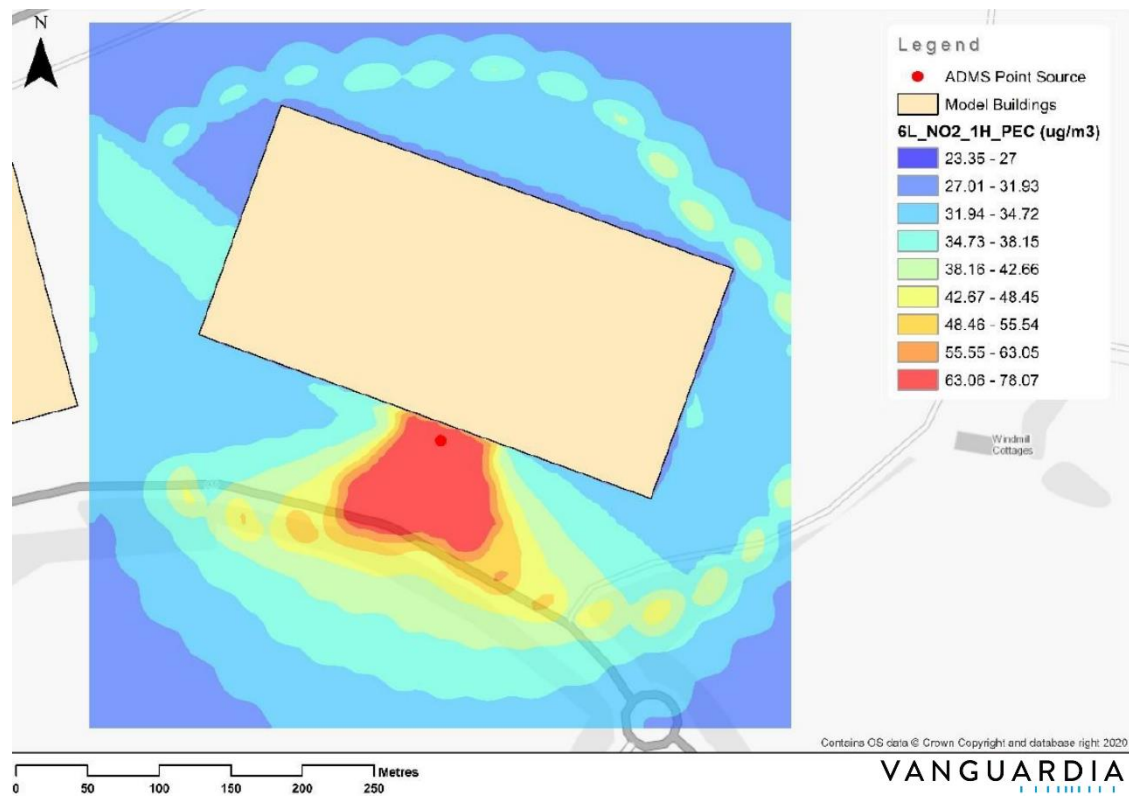 N
Legend
ADMS Point Source
Model Buildings
6L_NO2_1H_PEC (ug/m3)
23.35 - 27
27.01 - 31.93
31.94 - 34.72
34.73 - 38.15
38.16 - 42.66
42.67 - 48.45
48.46 - 55.54
55.55 - 63.05
63.06 - 78.07
Windmill
Cottages
Contains OS data © Crown Copyright and database right 2020
Metres
0 50 100 150 200 250
VANGUARDIA